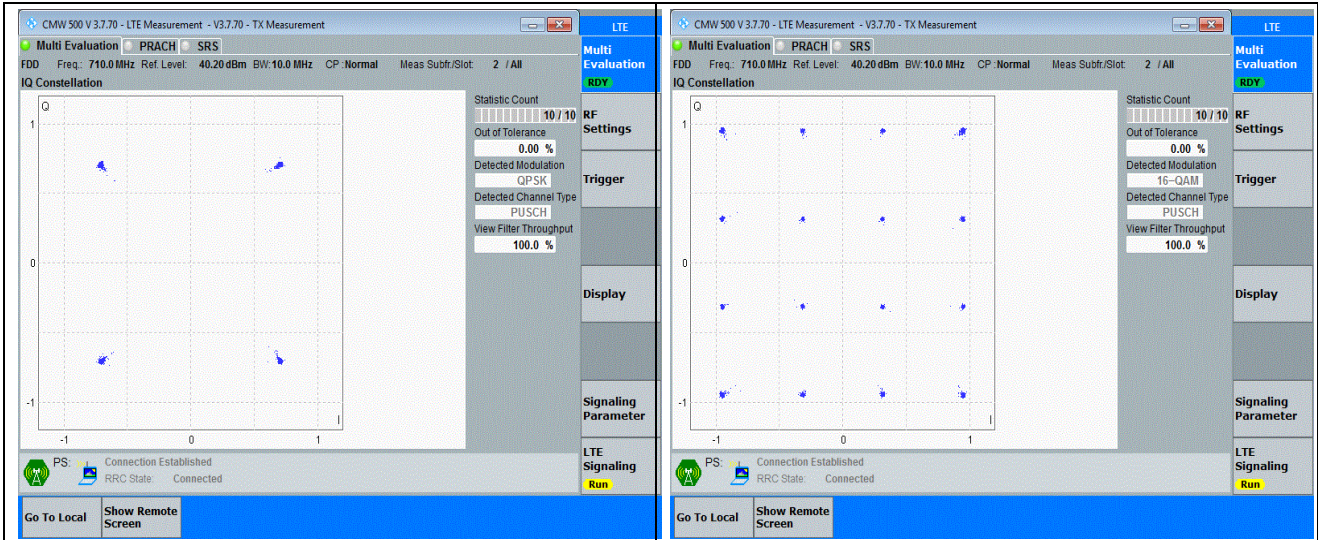 CMW 500 V 3.7.70 - LTE Measurement - V3.7.70 - TX Measurement
LTE
Multi Evaluation PRACH SRS
Multi
Evaluation
RDY
FDD Freq.: 710.0 MHz Ref. Level: 40.20 dBm BW: 10.0 MHz CP : Normal Meas Subfr./Slot: 2 / All
IQ Constellation
Q
1
0
-1
-1
0
1
I
Statistic Count
10 / 10
Out of Tolerance
0.00 %
Detected Modulation
QPSK
Detected Channel Type
PUSCH
View Filter Throughput
100.0 %
RF
Settings
Trigger
Display
Signaling
Parameter
LTE
Signaling
Run
PS: Connection Established
RRC State: Connected
Go To Local
Show Remote
Screen
CMW 500 V 3.7.70 - LTE Measurement - V3.7.70 - TX Measurement
LTE
Multi Evaluation PRACH SRS
Multi
Evaluation
RDY
FDD Freq.: 710.0 MHz Ref. Level: 40.20 dBm BW: 10.0 MHz CP : Normal Meas Subfr./Slot: 2 / All
IQ Constellation
Q
1
0
-1
-1
0
1
I
Statistic Count
10 / 10
Out of Tolerance
0.00 %
Detected Modulation
16-QAM
Detected Channel Type
PUSCH
View Filter Throughput
100.0 %
RF
Settings
Trigger
Display
Signaling
Parameter
LTE
Signaling
Run
PS: Connection Established
RRC State: Connected
Go To Local
Show Remote
Screen